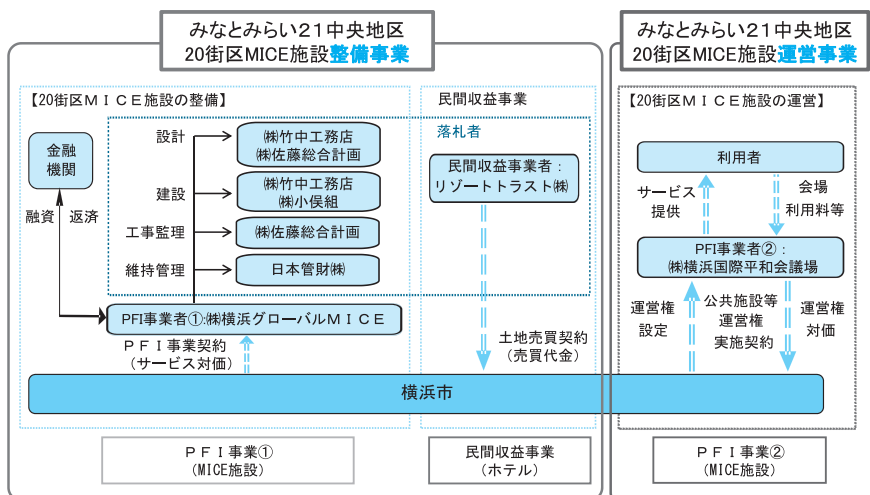 みなとみらい21中央地区
20街区MICE施設整備事業
みなとみらい21中央地区
20街区MICE施設運営事業
【20街区ＭＩＣＥ施設の整備】
民間収益事業
【20街区ＭＩＣＥ施設の運営】
金融
機関
融資
返済
落札者
設計
㈱竹中工務店
㈱佐藤総合計画
建設
㈱竹中工務店
㈱小俣組
工事監理
㈱佐藤総合計画
維持管理
日本管財㈱
PFI事業者①:㈱横浜グローバルＭＩＣＥ
ＰＦＩ事業契約
（サービス対価）
民間収益事業者：
リゾートトラスト㈱
土地売買契約
（売買代金）
利用者
サービス
提供
会場
利用料等
PFI事業者②：
㈱横浜国際平和会議場
運営権
設定
公共施設等
運営権
実施契約
運営権
対価
横浜市
ＰＦＩ事業①
（MICE施設）
民間収益事業
（ホテル）
ＰＦＩ事業②
（MICE施設）